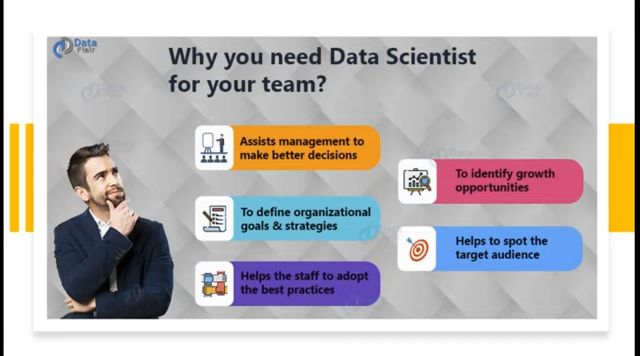 Data
Flair
Why you need Data Scientist
for your team?
Assists management to
make better decisions
To define organizational
goals & strategies
Helps the staff to adopt
the best practices
To identify growth
opportunities
Helps to spot the
target audience